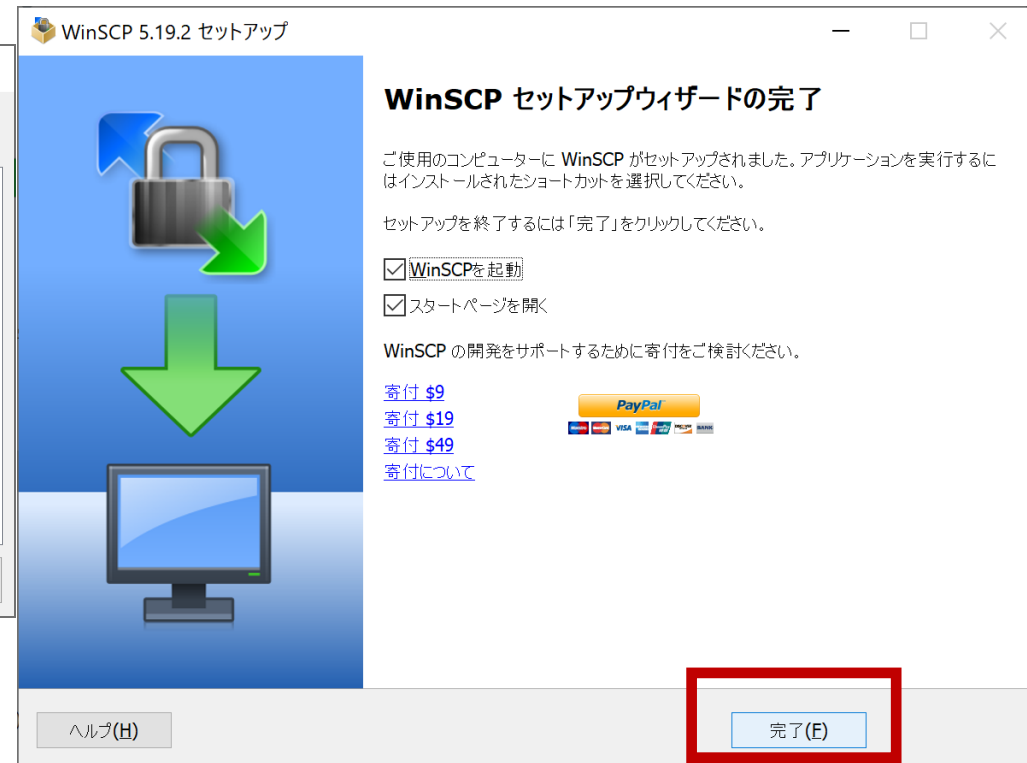 WinSCP 5.19.2 セットアップ
WinSCP セットアップウィザードの完了
ご使用のコンピューターに WinSCP がセットアップされました。アプリケーションを実行するに
はインストールされたショートカットを選択してください。
セットアップを終了するには「完了」をクリックしてください。
WinSCPを起動
スタートページを開く
WinSCP の開発をサポートするために寄付をご検討ください。
寄付 $9
寄付 $19
寄付 $49
寄付について
PayPal
VISA
ヘルプ(H)
完了(F)